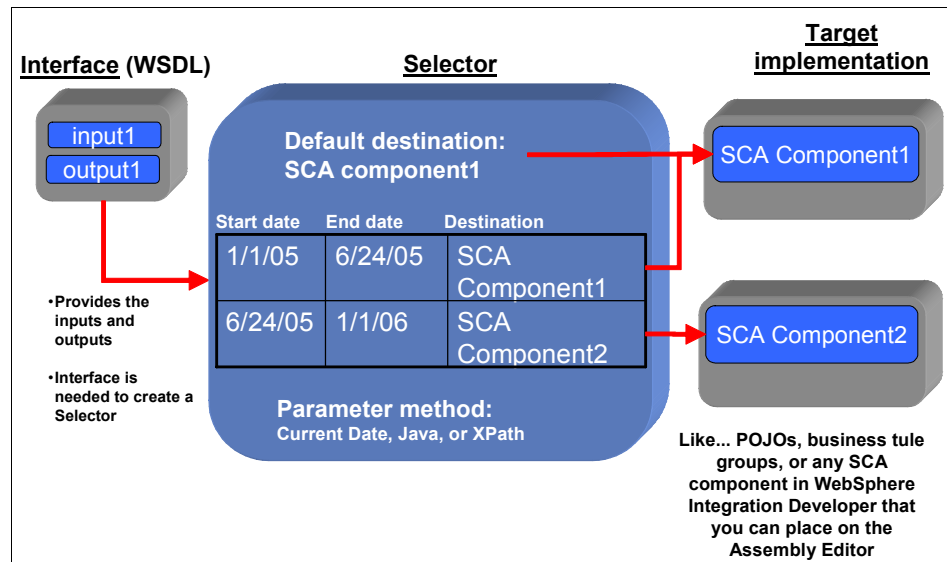 Interface (WSDL)
input1
output1
•Provides the
inputs and
outputs
•Interface is
needed to create a
Selector
Selector
Default destination:
SCA component1
Start date End date Destination
1/1/05 6/24/05 SCA
Component1
6/24/05 1/1/06 SCA
Component2
Parameter method:
Current Date, Java, or XPath
Target
implementation
SCA Component1
SCA Component2
Like... POJOs, business tule
groups, or any SCA
component in WebSphere
Integration Developer that
you can place on the
Assembly Editor